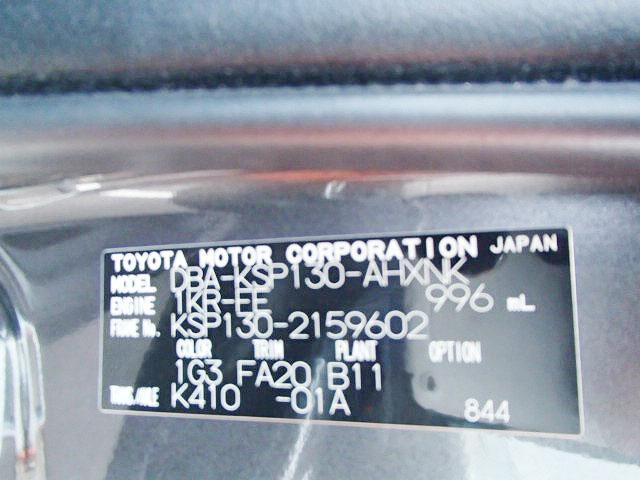 TOYOTA MOTOR CORPORATION JAPAN
MODEL DBA-KSP130-AHXNK
ENGINE 1KR-FE 996 mL.
FRAME No. KSP130-2159602
COLOR TRIM PLANT OPTION
1G3 FA20 B11
TRANS/AXLE K410 -01A
844